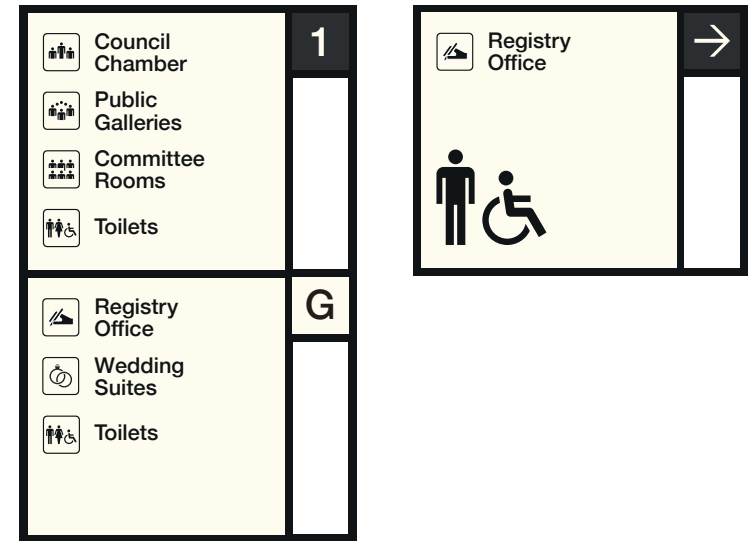 Council
Chamber
1
Public
Galleries
Committee
Rooms
Toilets
Registry
Office
G
Wedding
Suites
Toilets
Registry
Office
→